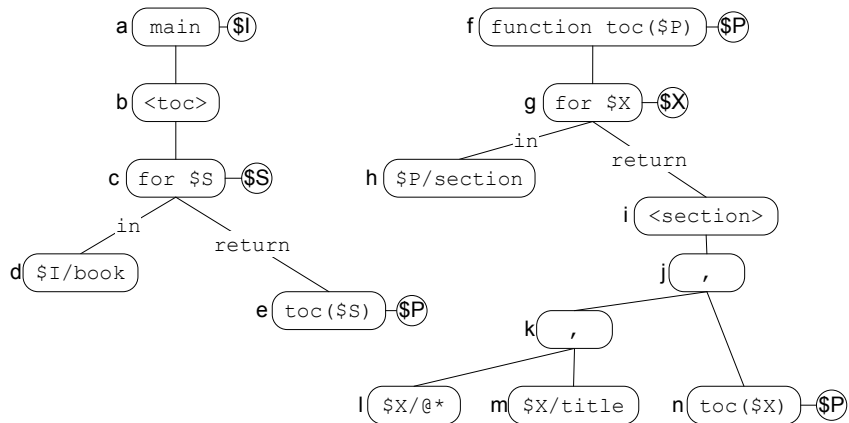 a main $I
f function toc($P) $P
b <toc>
g for $X $X
in
return
c for $S $S
h $P/section
in
return
i <section>
d $I/book
j ,
e toc($S) $P
k ,
l $X/@*
m $X/title
n toc($X) $P